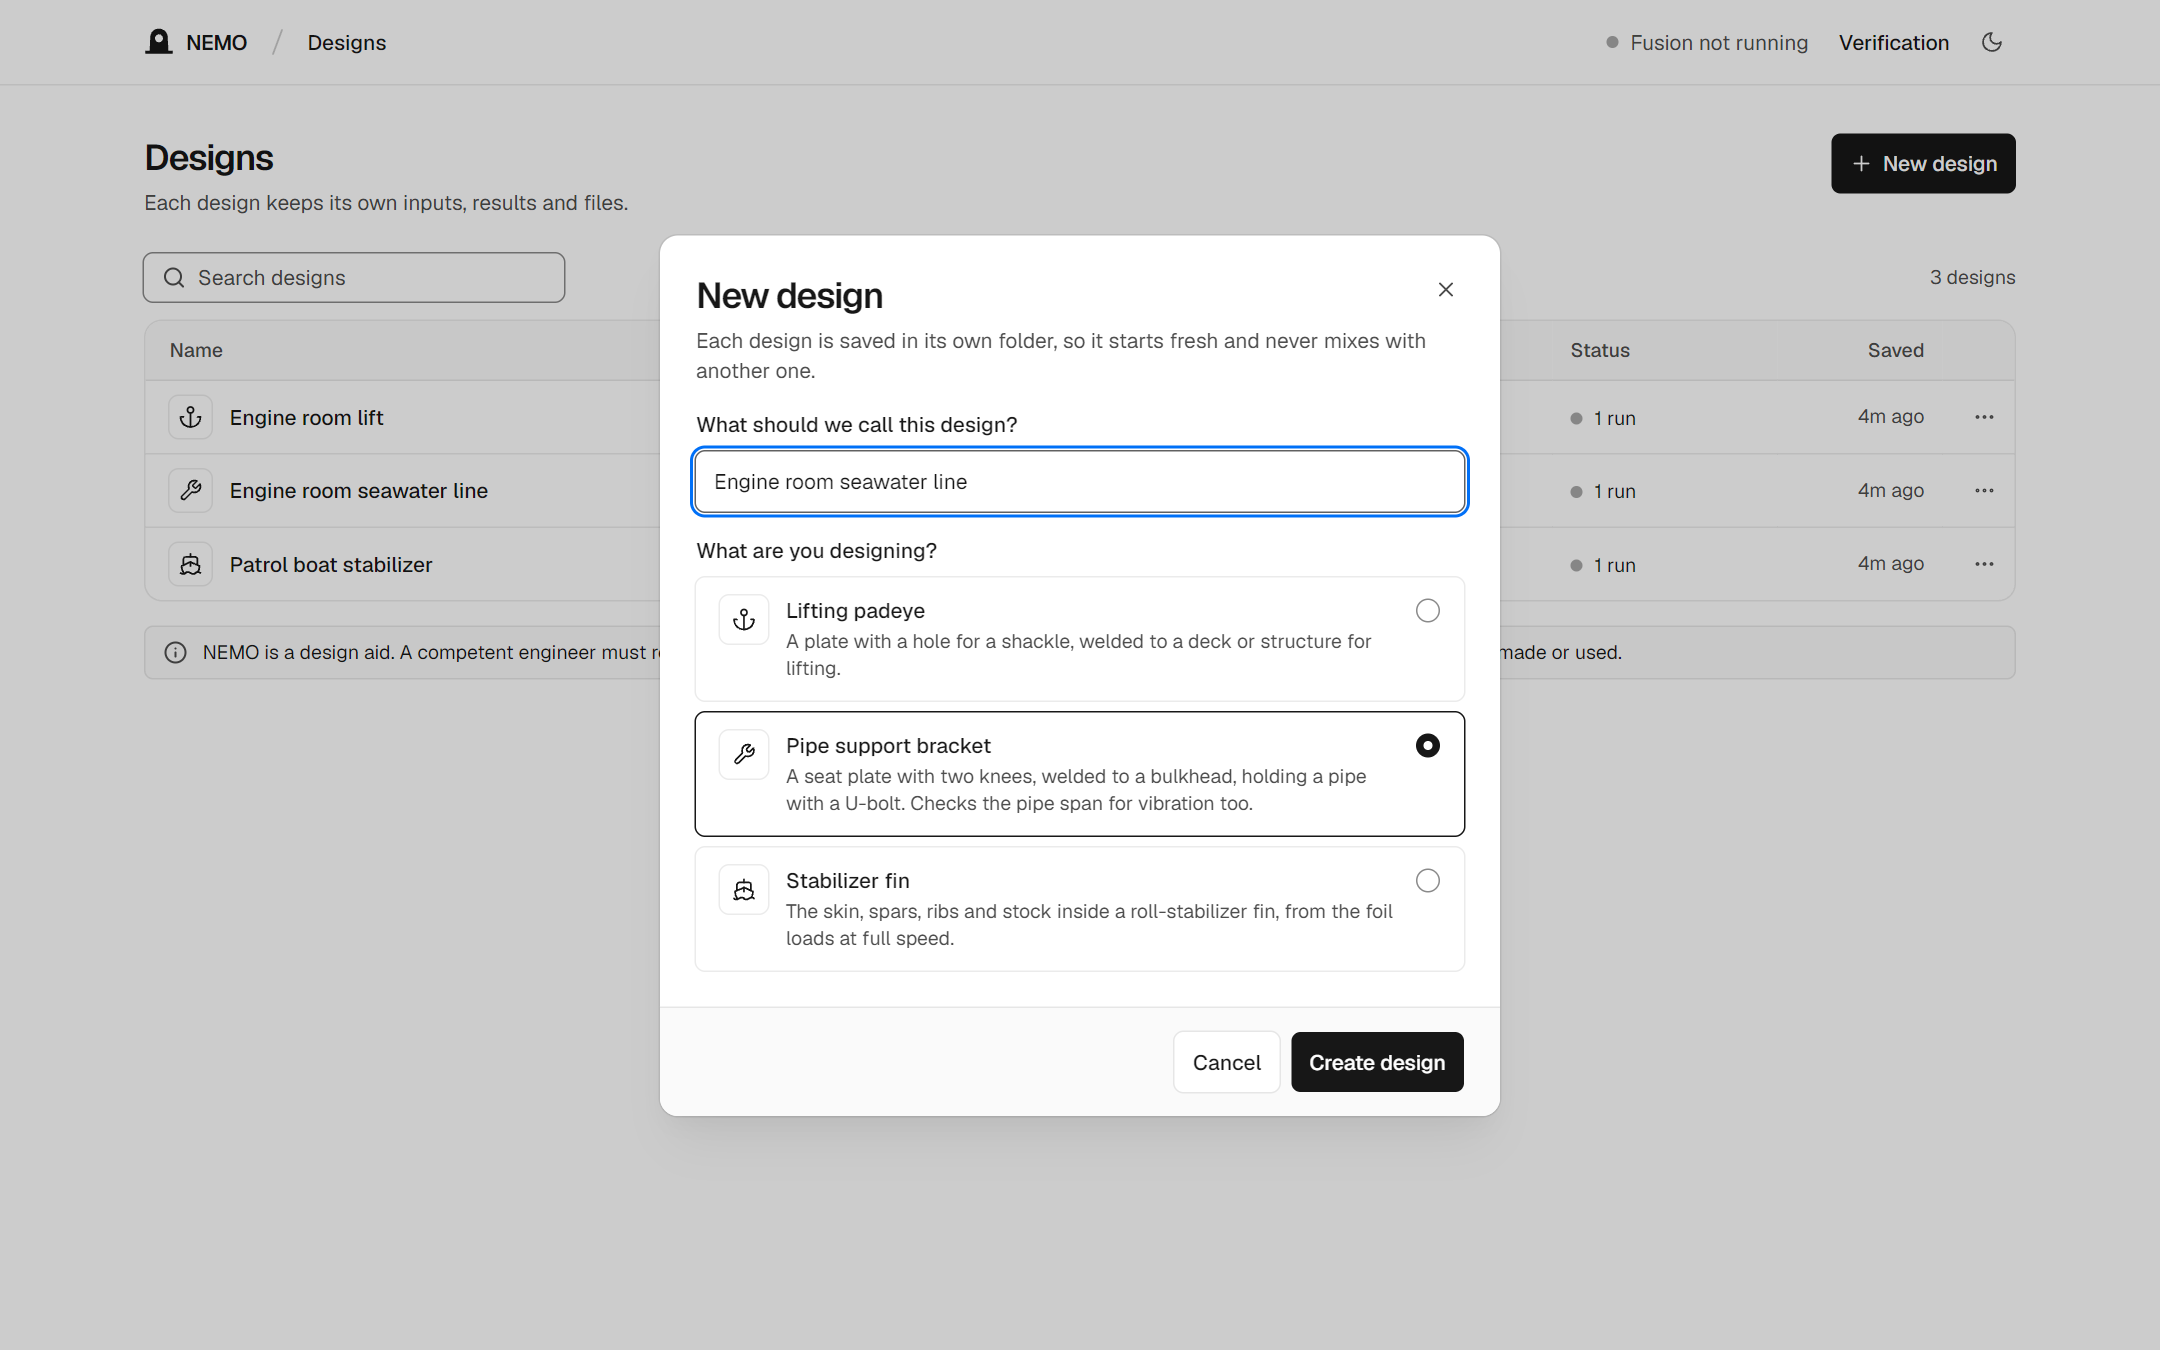 NEMO / Designs
Fusion not running
Verification
Designs
Each design keeps its own inputs, results and files.
+ New design
Search designs
3 designs
Name
Status
Saved
Engine room lift
1 run
4m ago
Engine room seawater line
1 run
4m ago
Patrol boat stabilizer
1 run
4m ago
NEMO is a design aid. A competent engineer must
made or used.
New design
Each design is saved in its own folder, so it starts fresh and never mixes with
another one.
What should we call this design?
Engine room seawater line
What are you designing?
Lifting padeye
A plate with a hole for a shackle, welded to a deck or structure for
lifting.
Pipe support bracket
A seat plate with two knees, welded to a bulkhead, holding a pipe
with a U-bolt. Checks the pipe span for vibration too.
Stabilizer fin
The skin, spars, ribs and stock inside a roll-stabilizer fin, from the foil
loads at full speed.
Cancel
Create design